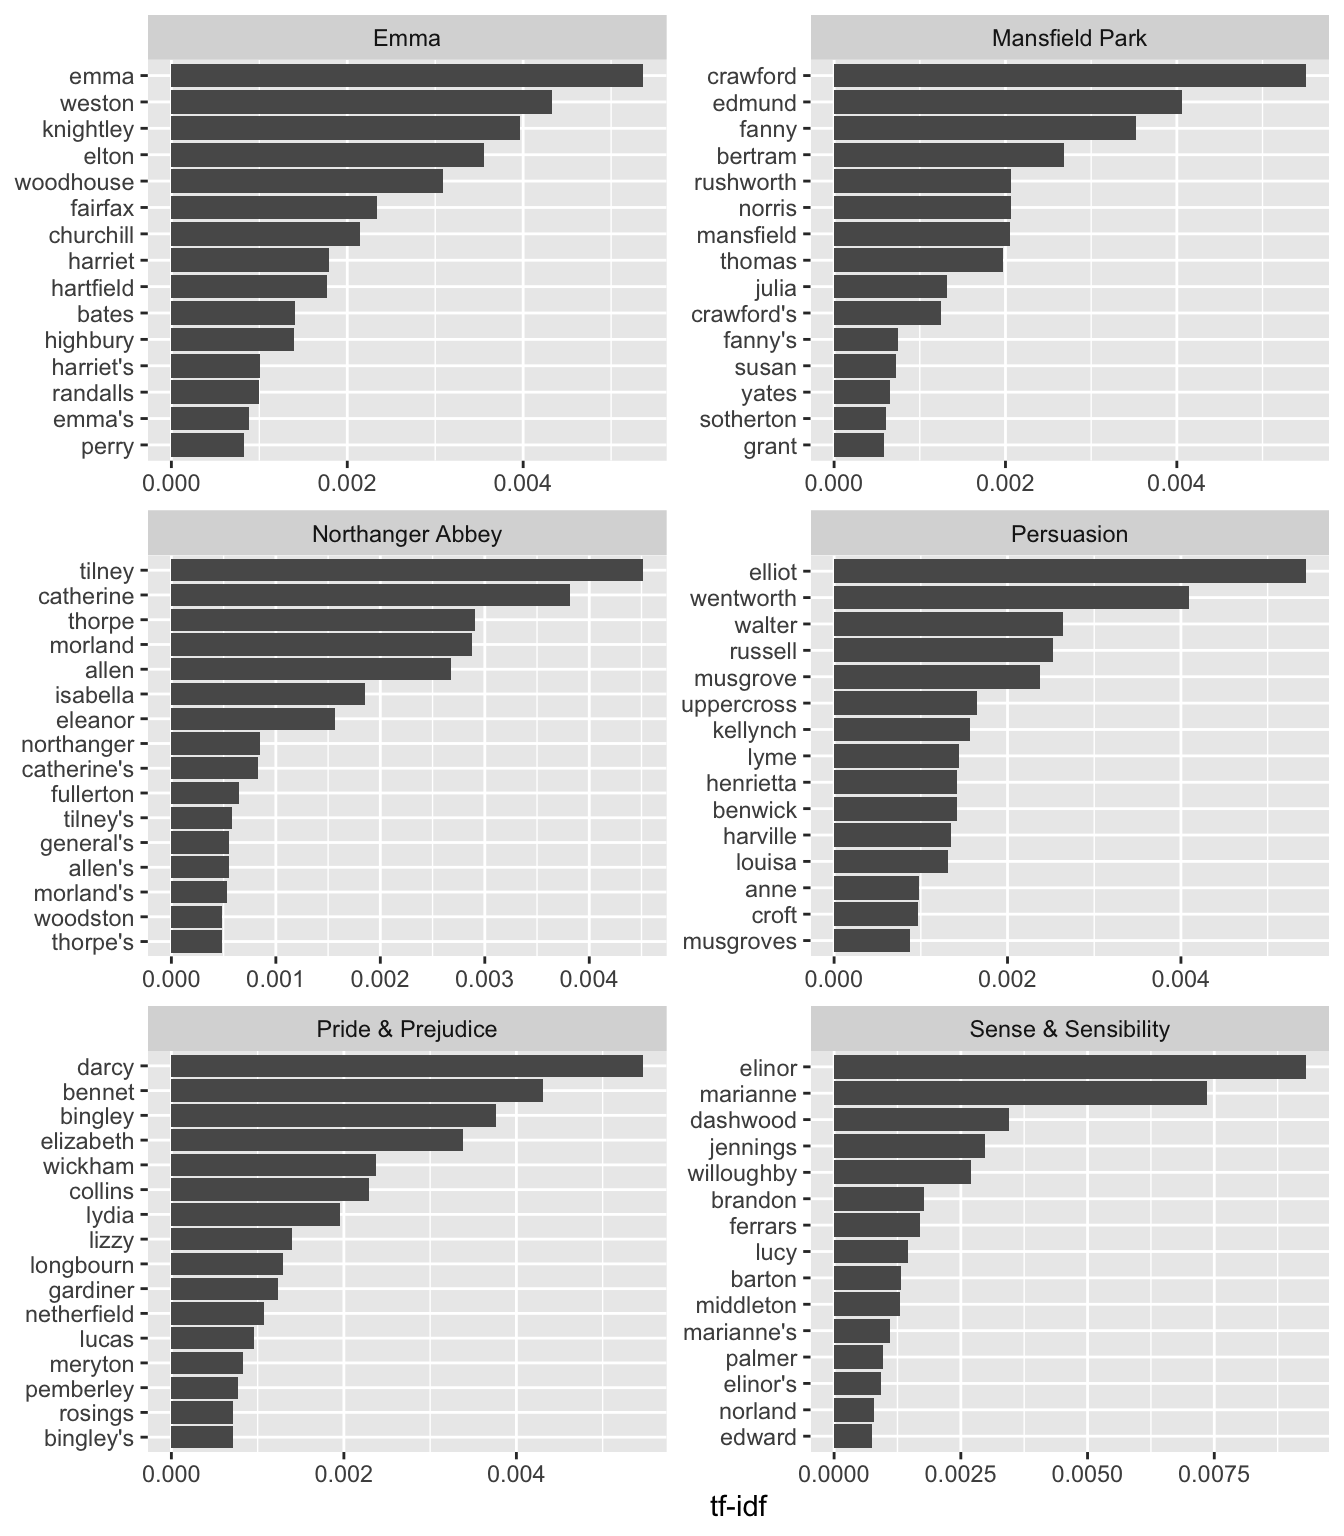 Emma
emma
weston
knightley
elton
woodhouse
fairfax
churchill
harriet
hartfield
bates
highbury
harriet's
randalls
emma's
perry
0.000 0.002 0.004
Mansfield Park
crawford
edmund
fanny
bertram
rushworth
norris
mansfield
thomas
julia
crawford's
fanny's
susan
yates
sotherton
grant
0.000 0.002 0.004
Northanger Abbey
tilney
catherine
thorpe
morland
allen
isabella
eleanor
northanger
catherine's
fullerton
tilney's
general's
allen's
morland's
woodston
thorpe's
0.000 0.001 0.002 0.003 0.004
Persuasion
elliot
wentworth
walter
russell
musgrove
uppercross
kellynch
lyme
henrietta
benwick
harville
louisa
anne
croft
musgroves
0.000 0.002 0.004
Pride & Prejudice
darcy
bennet
bingley
elizabeth
wickham
collins
lydia
lizzy
longbourn
gardiner
netherfield
lucas
meryton
pemberley
rosings
bingley's
0.000 0.002 0.004
Sense & Sensibility
elinor
marianne
dashwood
jennings
willoughby
brandon
ferrars
lucy
barton
middleton
marianne's
palmer
elinor's
norland
edward
0.0000 0.0025 0.0050 0.0075
tf-idf